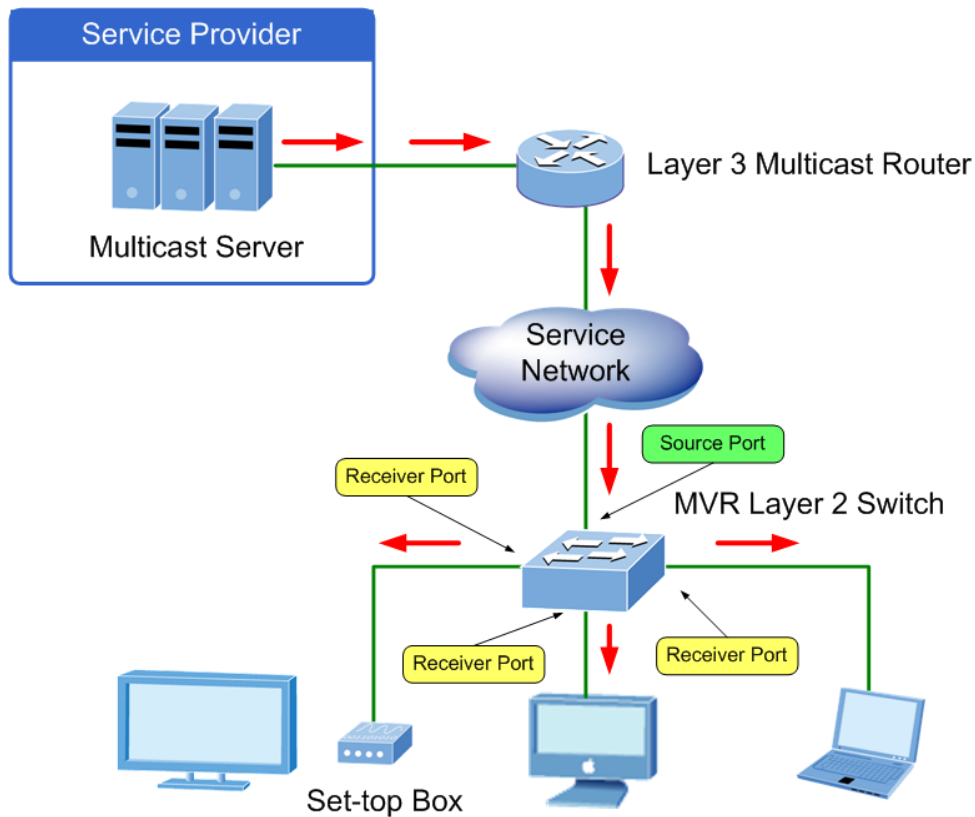 Service Provider
Multicast Server
Layer 3 Multicast Router
Service
Network
Source Port
Receiver Port
MVR Layer 2 Switch
Receiver Port
Receiver Port
Set-top Box